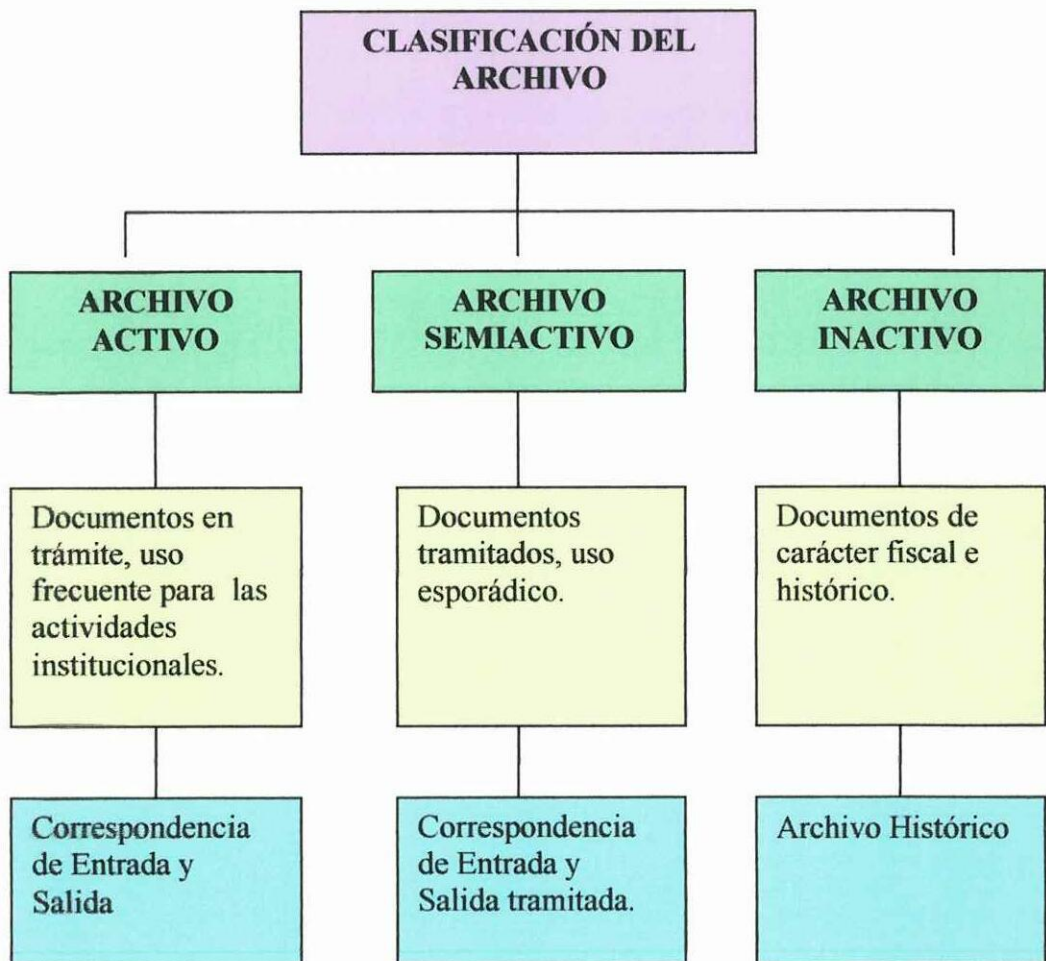 CLASIFICACIÓN DEL
ARCHIVO
ARCHIVO
ACTIVO
ARCHIVO
SEMIACTIVO
ARCHIVO
INACTIVO
Documentos en
trámite, uso
frecuente para las
actividades
institucionales.
Documentos
tramitados, uso
esporádico.
Documentos de
carácter fiscal e
histórico.
Correspondencia
de Entrada y
Salida
Correspondencia
de Entrada y
Salida tramitada.
Archivo Histórico